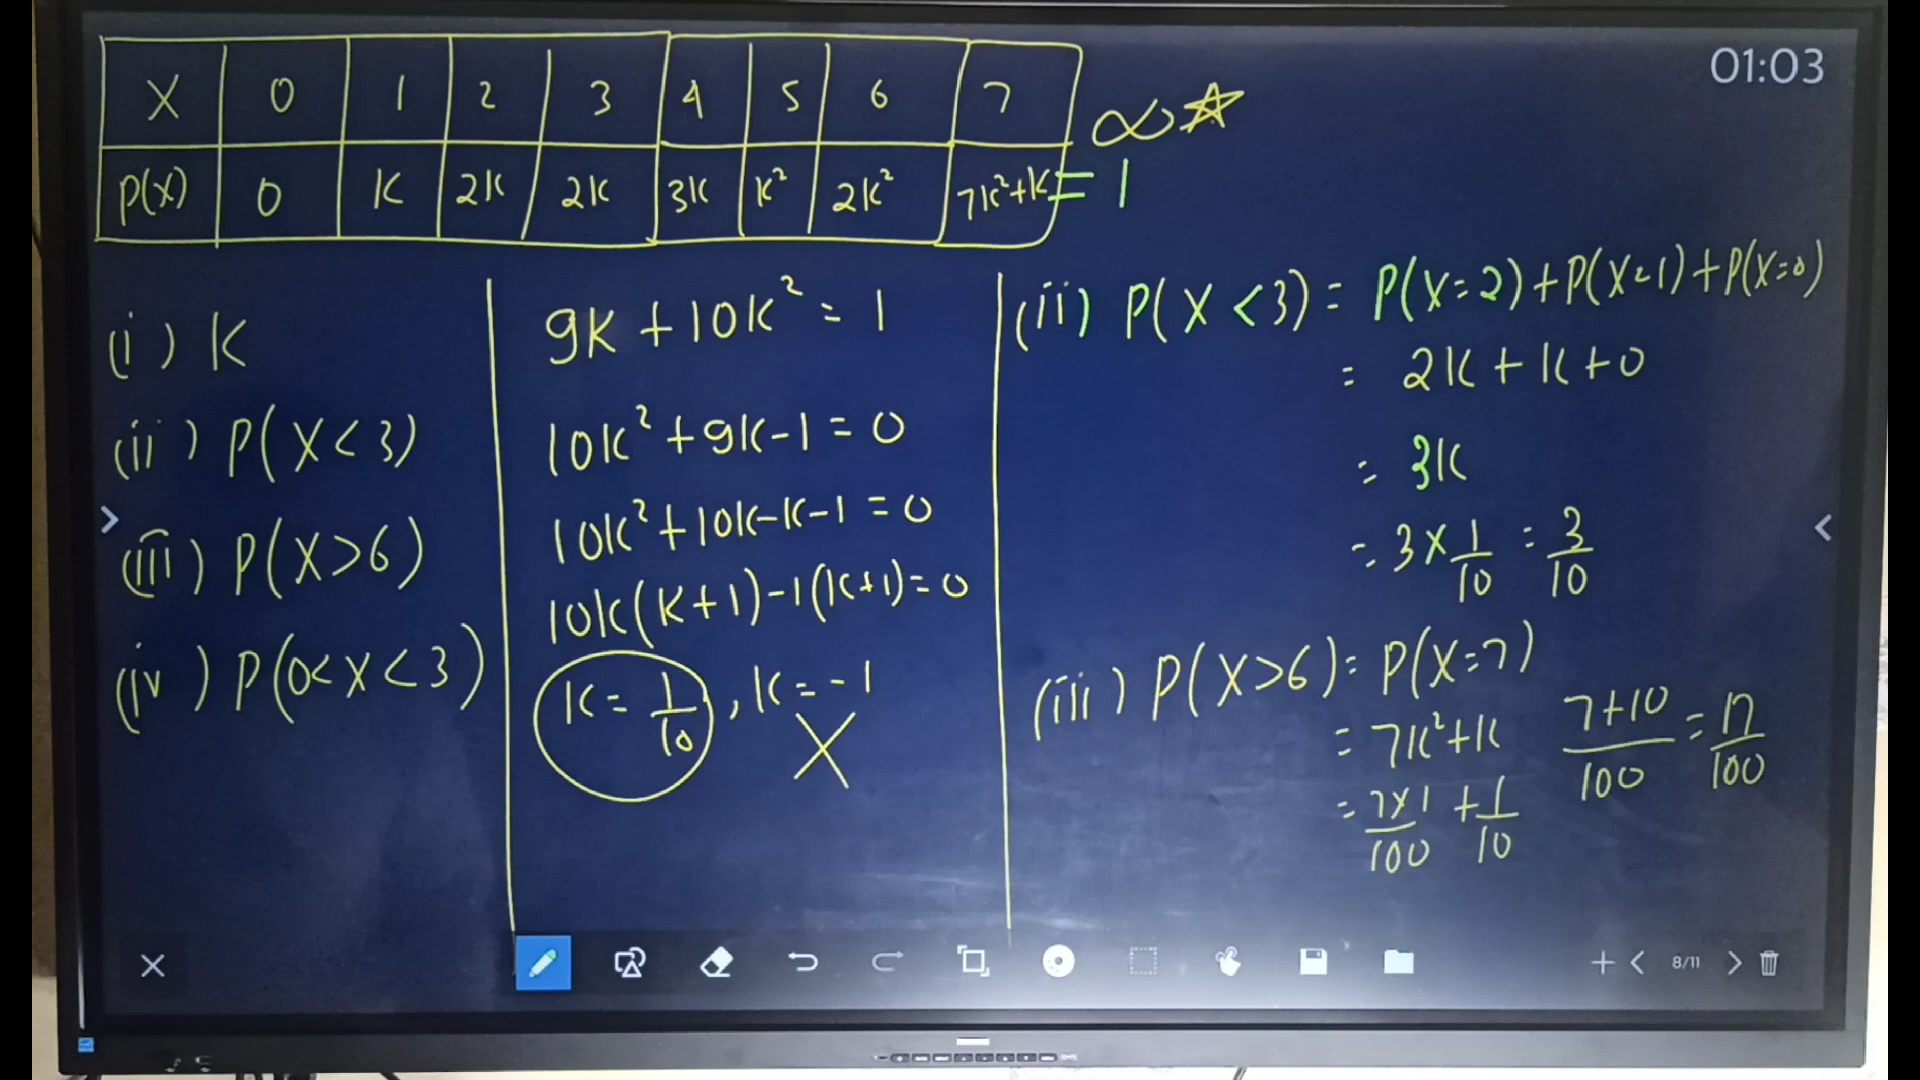 01:03
X 0 1 2 3 4 5 6 7 ∞☆
P(X) 0 K 2K 2K 3K K² 2K² 7K²+K = 1
(i) K
(ii) P(X<3)
(iii) P(X>6)
(iv) P(0<X<3)
9K + 10K² = 1
10K² + 9K - 1 = 0
10K² + 10K - K - 1 = 0
10K(K+1) - 1(K+1) = 0
K = 1/10, K = -1
X
(ii) P(X<3) = P(X=2) + P(X=1) + P(X=0)
= 2K + K + 0
= 3K
= 3 × 1/10 = 3/10
(iii) P(X>6) = P(X=7)
= 7K² + K
= 7×1/100 + 1/10
7+10/100 = 17/100
8/11